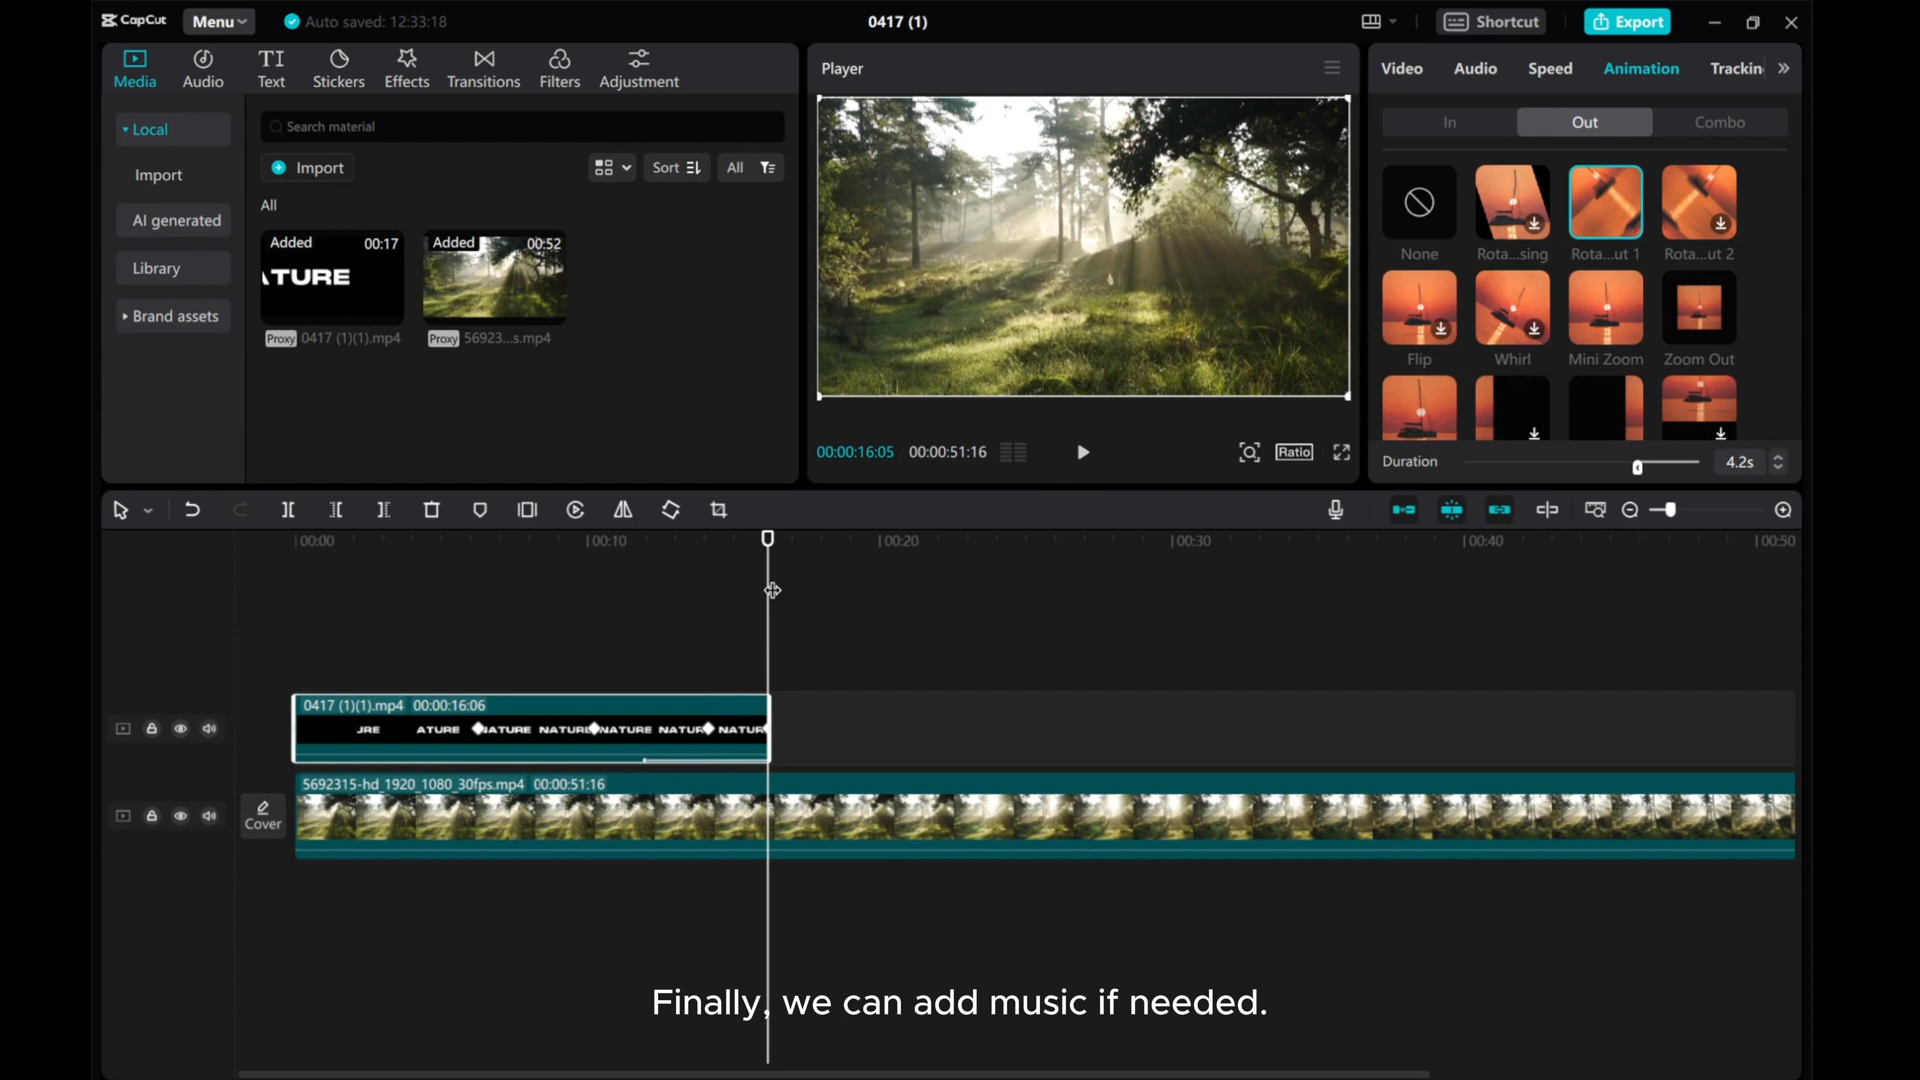 CapCut
Menu
Auto saved: 12:33:18
0417 (1)
Shortcut
Export
Media
Audio
Text
Stickers
Effects
Transitions
Filters
Adjustment
Local
Import
AI generated
Library
Brand assets
Search material
Import
Sort
All
All
Added 00:17
ATURE
Proxy 0417 (1)(1).mp4
Added 00:52
Proxy 56923...s.mp4
Player
00:00:16:05 00:00:51:16
Ratio
Video
Audio
Speed
Animation
Trackin
In
Out
Combo
None
Rota...sing
Rota...ut 1
Rota...ut 2
Flip
Whirl
Mini Zoom
Zoom Out
Duration
4.2s
00:00
00:10
00:20
00:30
00:40
00:50
0417 (1)(1).mp4 00:00:16:06
JRE ATURE NATURE NATURE NATURE NATUR NATUR
Cover
5692315-hd_1920_1080_30fps.mp4 00:00:51:16
Finally, we can add music if needed.